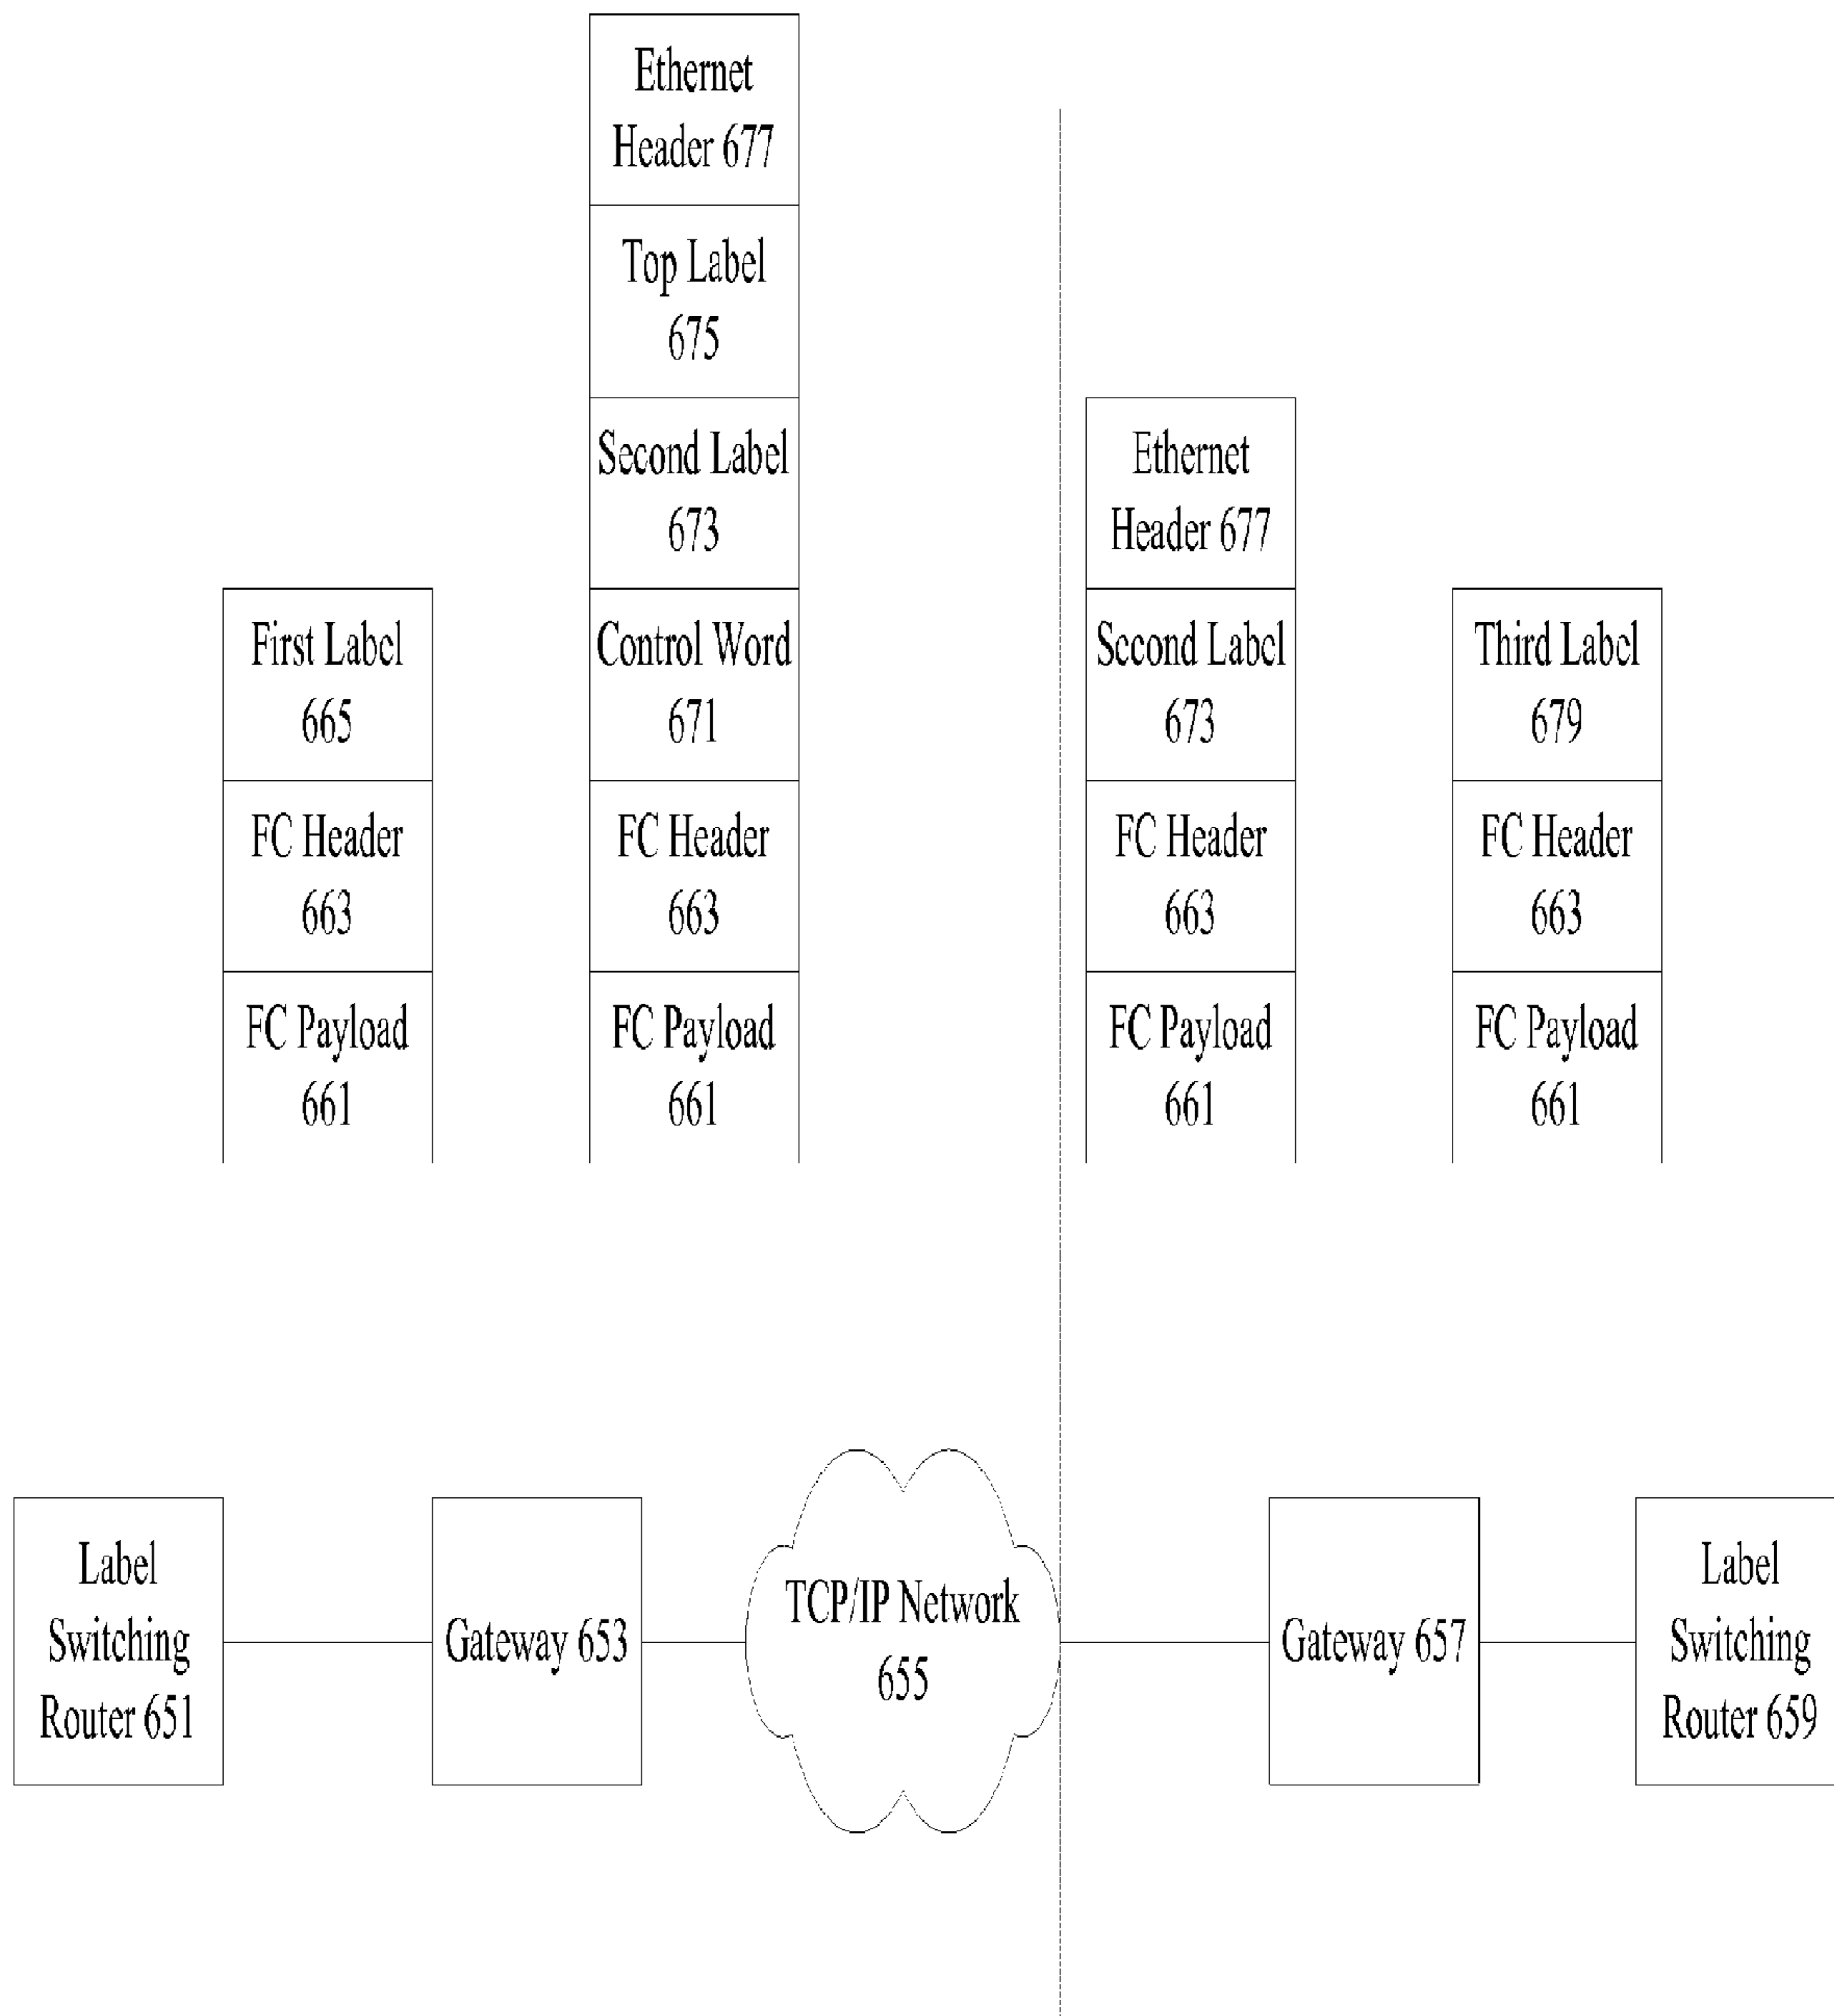 Ethernet
Header 677
Top Label
675
Second Label
673
Control Word
671
FC Header
663
FC Payload
661
First Label
665
FC Header
663
FC Payload
661
Ethernet
Header 677
Second Label
673
FC Header
663
FC Payload
661
Third Label
679
FC Header
663
FC Payload
661
Label
Switching
Router 651
Gateway 653
TCP/IP Network
655
Gateway 657
Label
Switching
Router 659